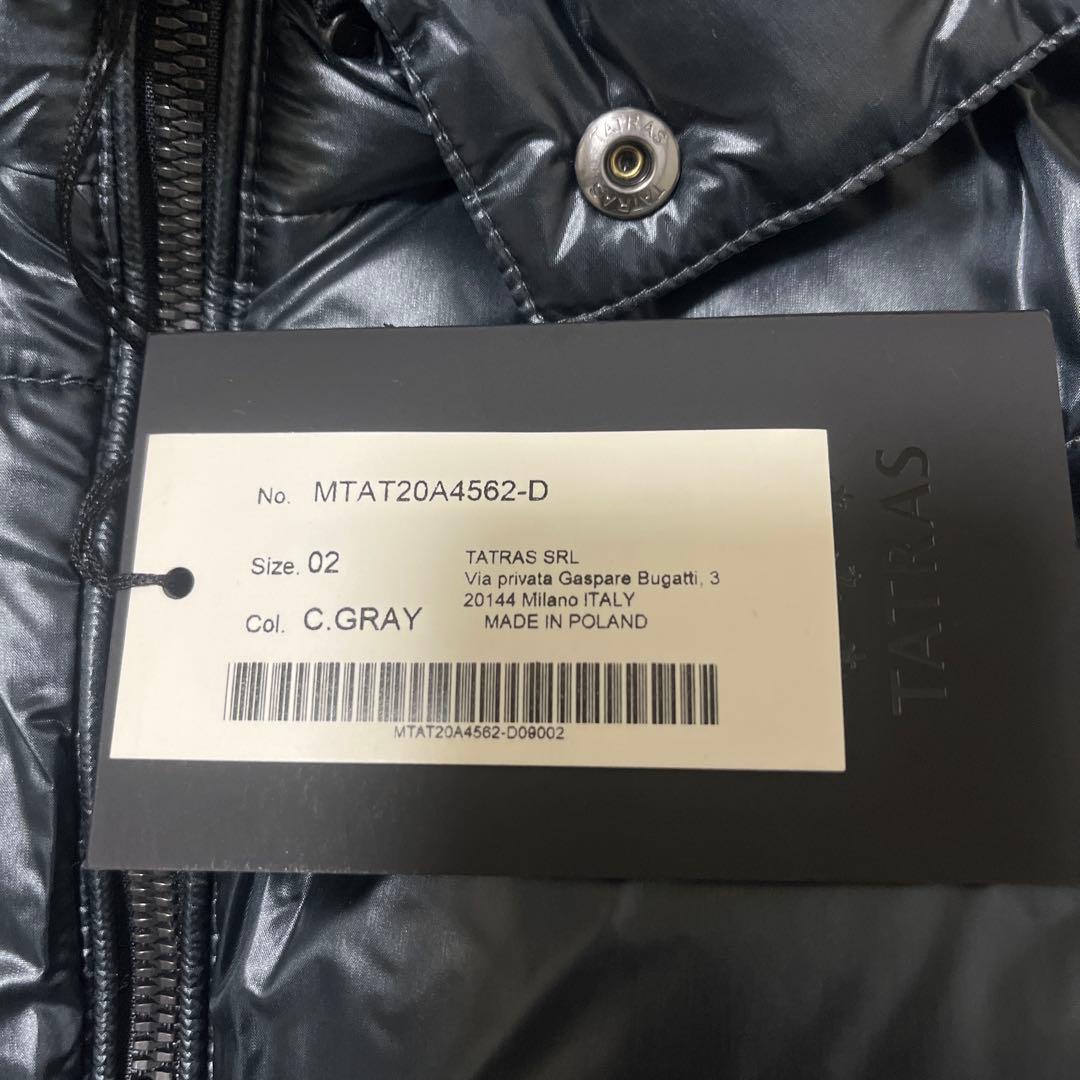 TATRAS
TATRAS
No. MTAT20A4562-D
Size. 02
TATRAS SRL
Via privata Gaspare Bugatti, 3
20144 Milano ITALY
MADE IN POLAND
Col. C.GRAY
MTAT20A4562-D09002
TATRAS